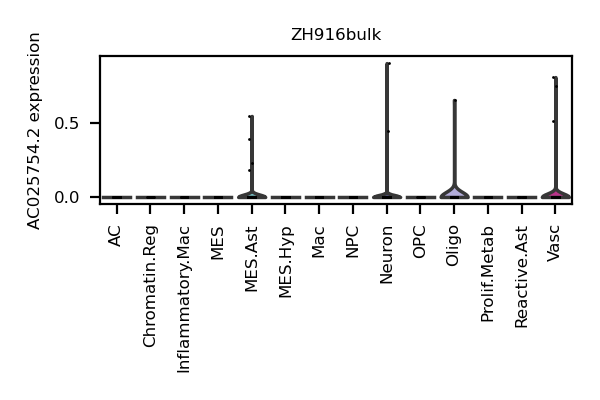 ZH916bulk
AC025754.2 expression
0.5
0.0
AC
Chromatin.Reg
Inflammatory.Mac
MES
MES.Ast
MES.Hyp
Mac
NPC
Neuron
OPC
Oligo
Prolif.Metab
Reactive.Ast
Vasc